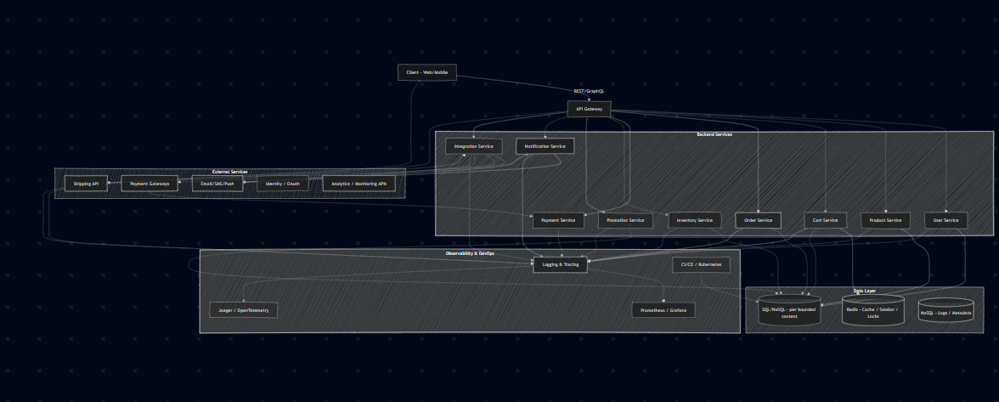 Client - Web/Mobile
REST/GraphQL
API Gateway
Backend Services
Integration Service
Notification Service
External Services
Shipping API
Payment Gateways
Email/SMS/Push
Identity / OAuth
Analytics / Monitoring APIs
Payment Service
Promotion Service
Inventory Service
Order Service
Cart Service
Product Service
User Service
Observability & DevOps
Logging & Tracing
CI/CD / Kubernetes
Jaeger / OpenTelemetry
Prometheus / Grafana
Data Layer
SQL/NoSQL - per bounded
context
Redis - Cache / Session /
Locks
NoSQL - Logs / Metadata